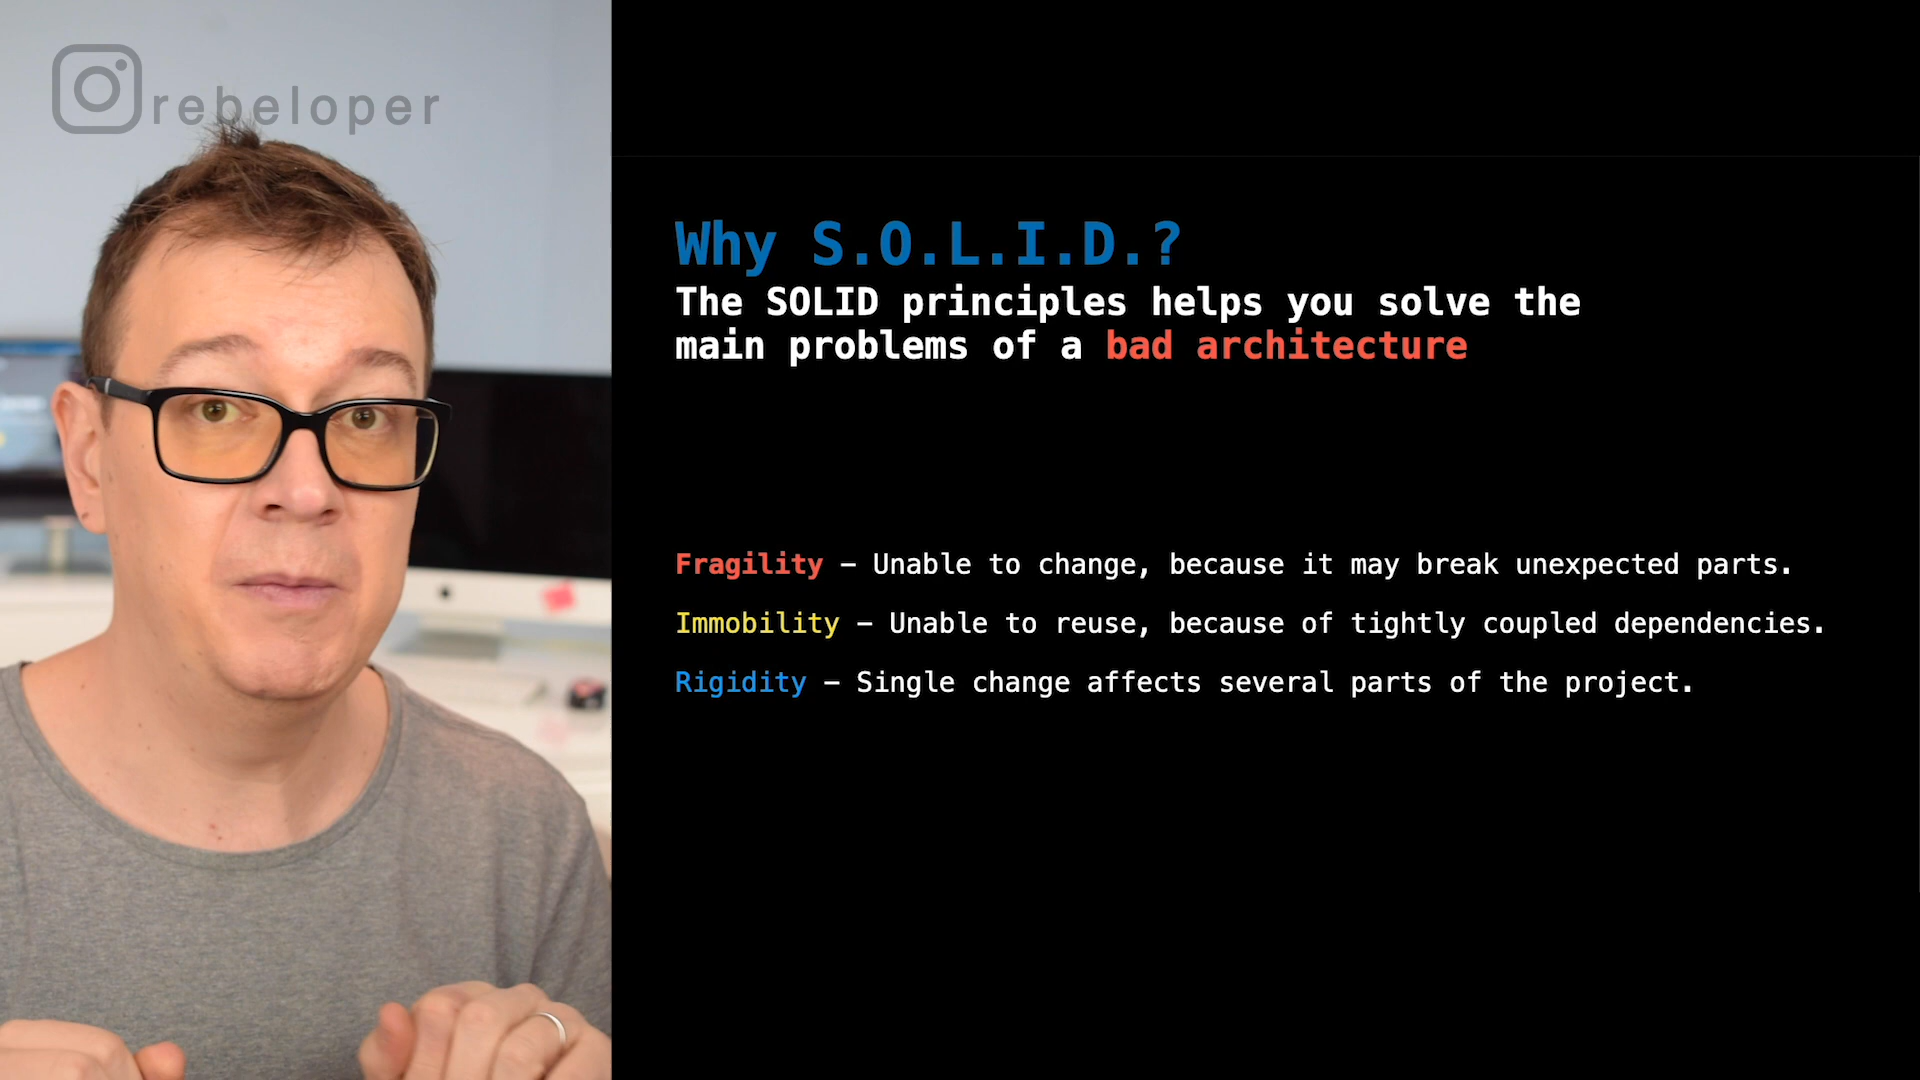 rebeloper
Why S.O.L.I.D.?
The SOLID principles helps you solve the
main problems of a bad architecture
Fragility – Unable to change, because it may break unexpected parts.
Immobility – Unable to reuse, because of tightly coupled dependencies.
Rigidity – Single change affects several parts of the project.